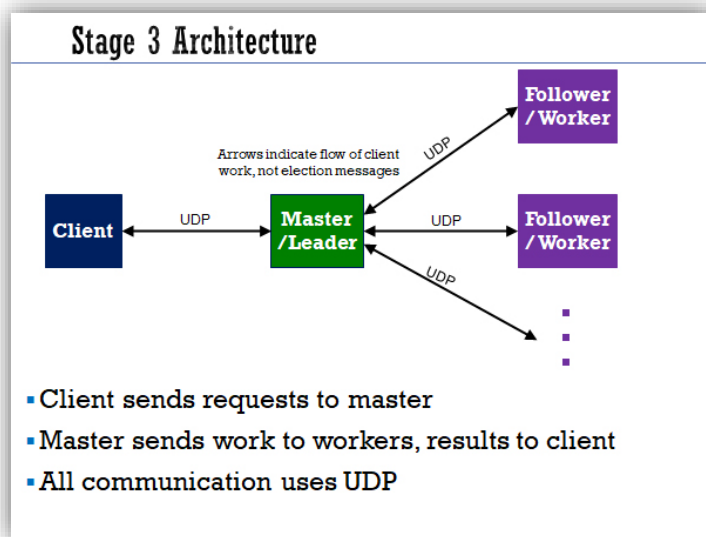 Stage 3 Architecture
Follower
/Worker
UDP
Arrows indicate flow of client
work, not election messages
Client
UDP
Master
/Leader
UDP
Follower
/Worker
UDP
▪ Client sends requests to master
▪ Master sends work to workers, results to client
▪ All communication uses UDP